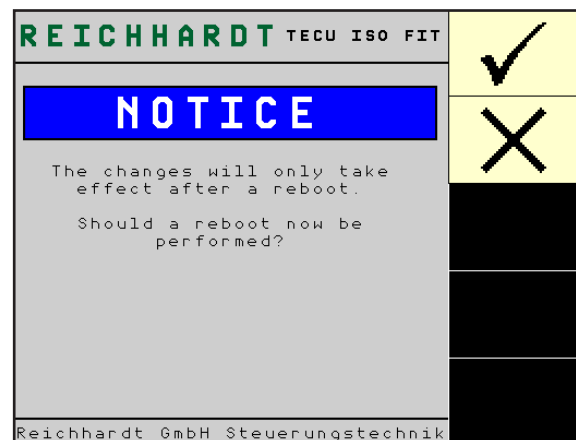 REICHHARDT TECU ISO FIT
NOTICE
The changes will only take
effect after a reboot.
Should a reboot now be
performed?
Reichhardt GmbH Steuerungstechnik